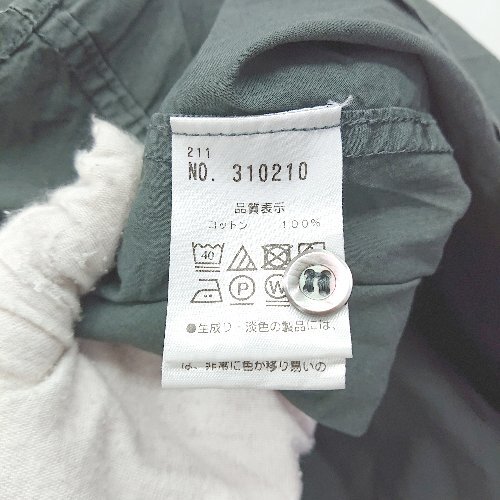 211
NO. 310210
品質表示
コットン 100%
40
P W
●生成り・淡色の製品には、
は、非常に色が移り易いの